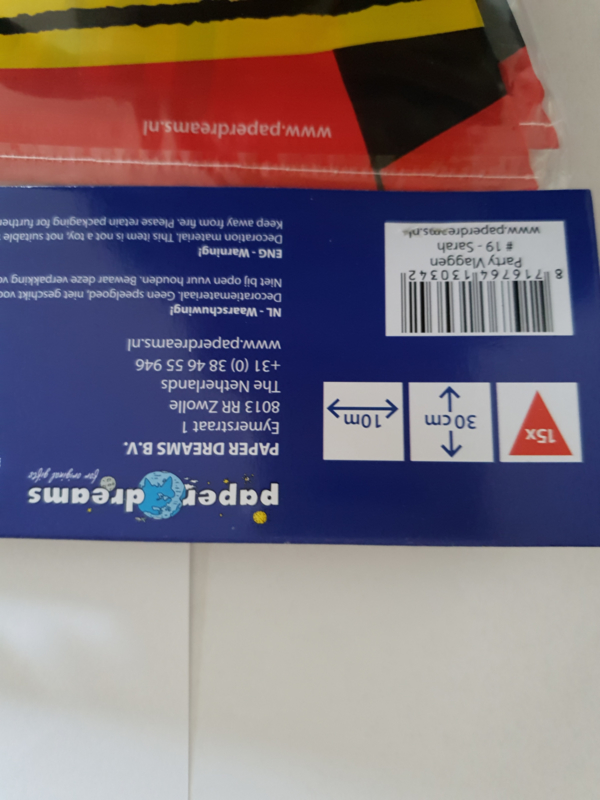 paper dreams
for original gifts
PAPER DREAMS B.V.
Eymerstraat 1
8013 RR Zwolle
The Netherlands
+31 (0) 38 46 55 946
www.paperdreams.nl
NL - Waarschuwing!
Decoratiemateriaal. Geen speelgoed, niet geschikt voo
Niet bij open vuur houden. Bewaar deze verpakking vo
ENG - Warning!
Decoration material. This item is not a toy, not suitable
Keep away from fire. Please retain packaging for further
15x
30 cm
10m
8 716764 130342
Party Vlaggen
# 19 - Sarah
www.paperdreams.nl
www.paperdreams.nl